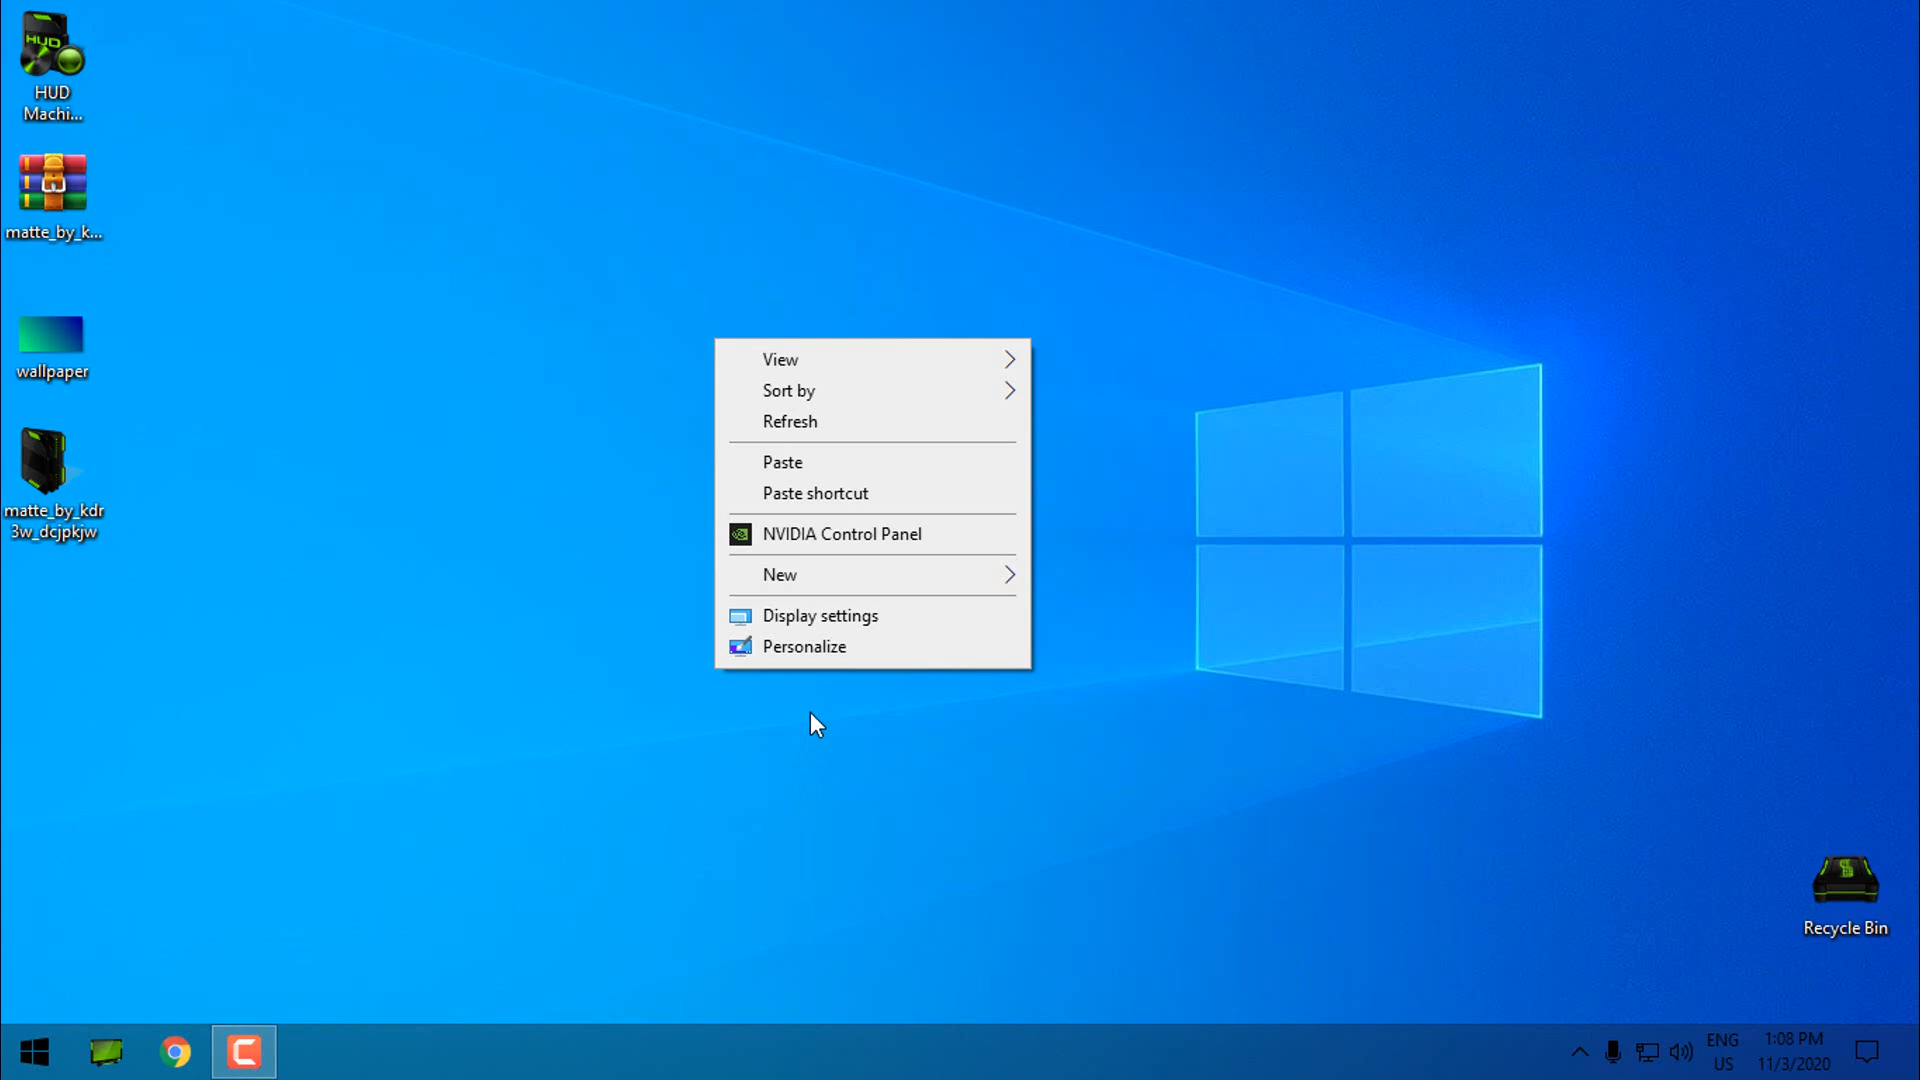 HUD
HUD
Machi...
matte_by_k...
wallpaper
matte_by_kdr
3w_dcjpkjw
View
Sort by
Refresh
Paste
Paste shortcut
NVIDIA Control Panel
New
Display settings
Personalize
Recycle Bin
ENG
US
1:08 PM
11/3/2020